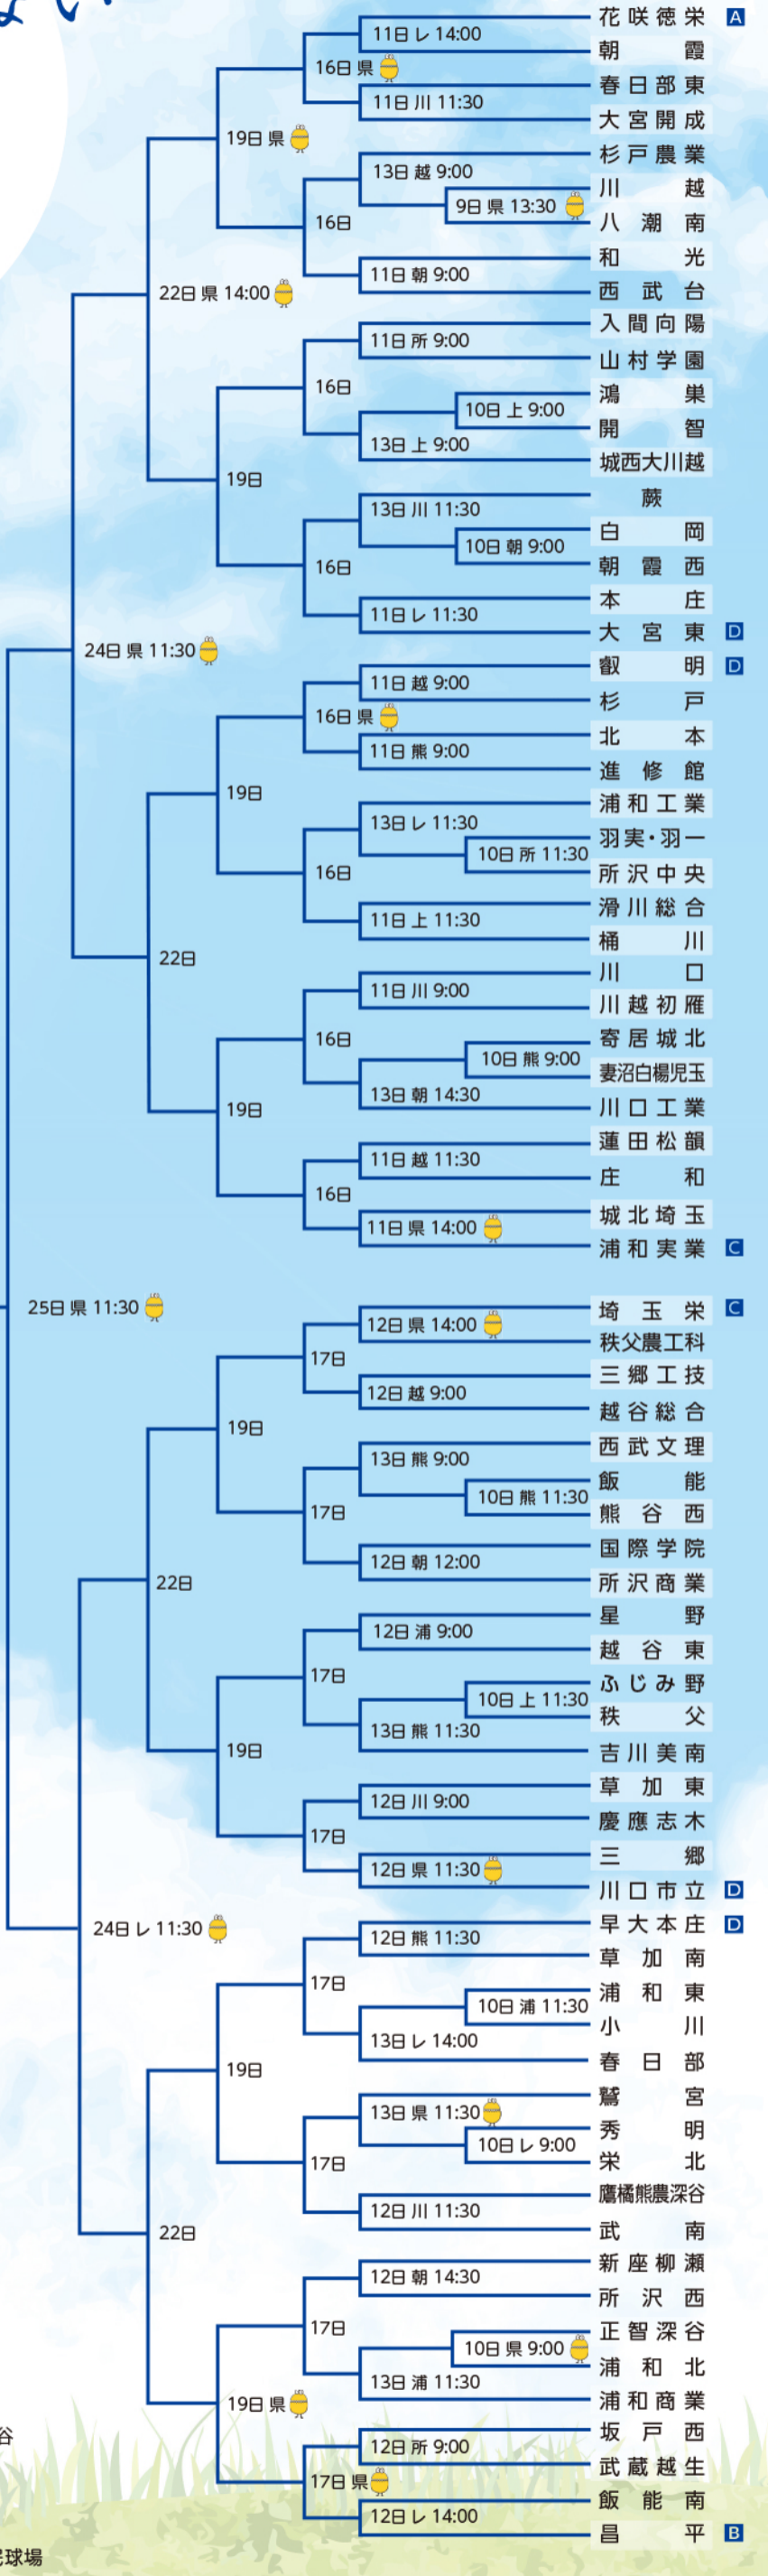 花咲徳栄 A
11日 レ 14:00
朝霞
16日 県
春日部東
11日 川 11:30
大宮開成
19日 県
杉戸農業
13日 越 9:00
川越
9日 県 13:30
八潮南
16日
和光
11日 朝 9:00
西武台
22日 県 14:00
入間向陽
11日 所 9:00
山村学園
16日
鴻巣
10日 上 9:00
開智
13日 上 9:00
城西大川越
19日
蕨
13日 川 11:30
白岡
10日 朝 9:00
朝霞西
16日
本庄
11日 レ 11:30
大宮東 D
24日 県 11:30
叡明 D
11日 越 9:00
杉戸
16日 県
北本
11日 熊 9:00
進修館
19日
浦和工業
13日 レ 11:30
羽実・羽一
10日 所 11:30
所沢中央
16日
滑川総合
11日 上 11:30
桶川
22日
川口
11日 川 9:00
川越初雁
16日
寄居城北
10日 熊 9:00
妻沼白楊児玉
13日 朝 14:30
川口工業
19日
蓮田松韻
11日 越 11:30
庄和
16日
城北埼玉
11日 県 14:00
浦和実業 C
25日 県 11:30
埼玉栄 C
12日 県 14:00
秩父農工科
17日
三郷工技
12日 越 9:00
越谷総合
19日
西武文理
13日 熊 9:00
飯能
10日 熊 11:30
熊谷西
17日
国際学院
12日 朝 12:00
所沢商業
22日
星野
12日 浦 9:00
越谷東
17日
ふじみ野
10日 上 11:30
秩父
13日 熊 11:30
吉川美南
19日
草加東
12日 川 9:00
慶應志木
17日
三郷
12日 県 11:30
川口市立 D
24日 レ 11:30
早大本庄 D
12日 熊 11:30
草加南
17日
浦和東
10日 浦 11:30
小川
13日 レ 14:00
春日部
19日
鷲宮
13日 県 11:30
秀明
10日 レ 9:00
栄北
17日
鷹橘熊農深谷
12日 川 11:30
武南
22日
新座柳瀬
12日 朝 14:30
所沢西
17日
正智深谷
10日 県 9:00
浦和北
13日 浦 11:30
浦和商業
19日 県
坂戸西
12日 所 9:00
武蔵越生
17日 県
飯能南
12日 レ 14:00
昌平 B
谷
球場